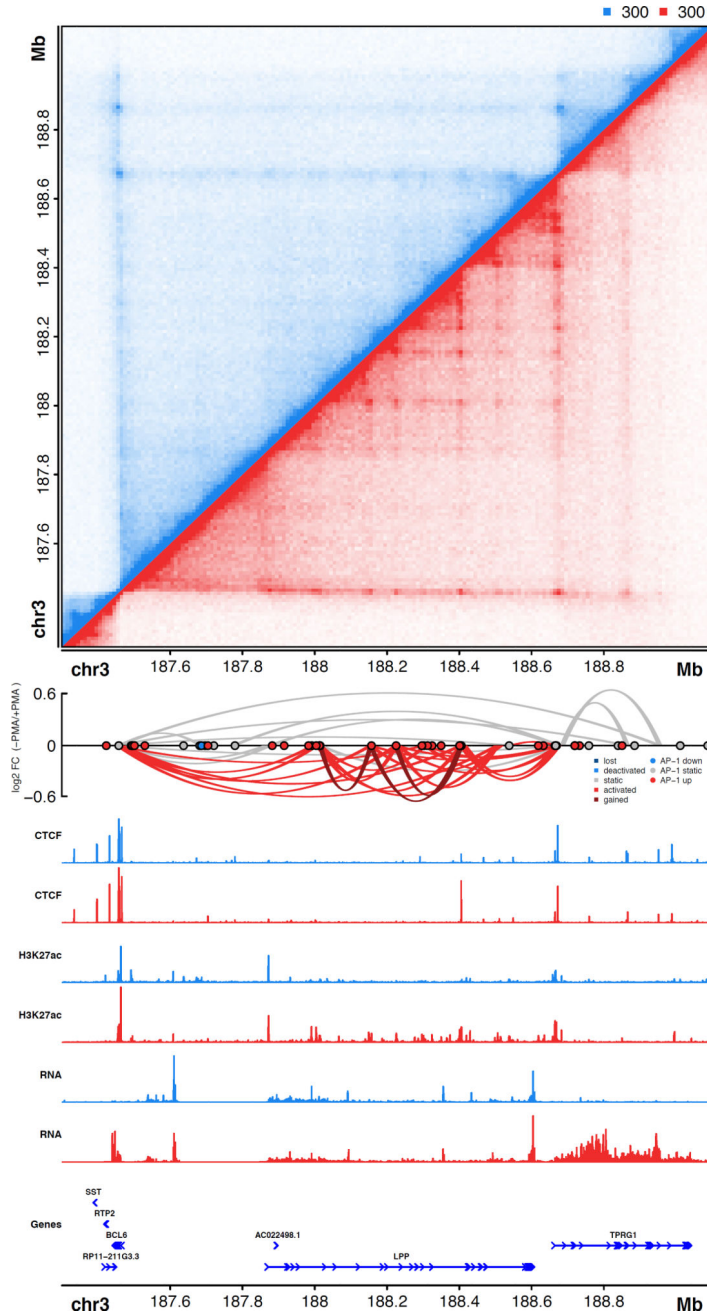 300 300
Mb
188.8
188.6
188.4
188.2
188
187.8
187.6
chr3
chr3 187.6 187.8 188 188.2 188.4 188.6 188.8 Mb
log2 FC (−PMA/+PMA )
0.6
0
−0.6
lost
deactivated
static
activated
gained
AP−1 down
AP−1 static
AP−1 up
CTCF
CTCF
H3K27ac
H3K27ac
RNA
RNA
Genes
SST
RTP2
BCL6 AC022498.1 TPRG1
RP11−211G3.3 LPP
chr3 187.6 187.8 188 188.2 188.4 188.6 188.8 Mb